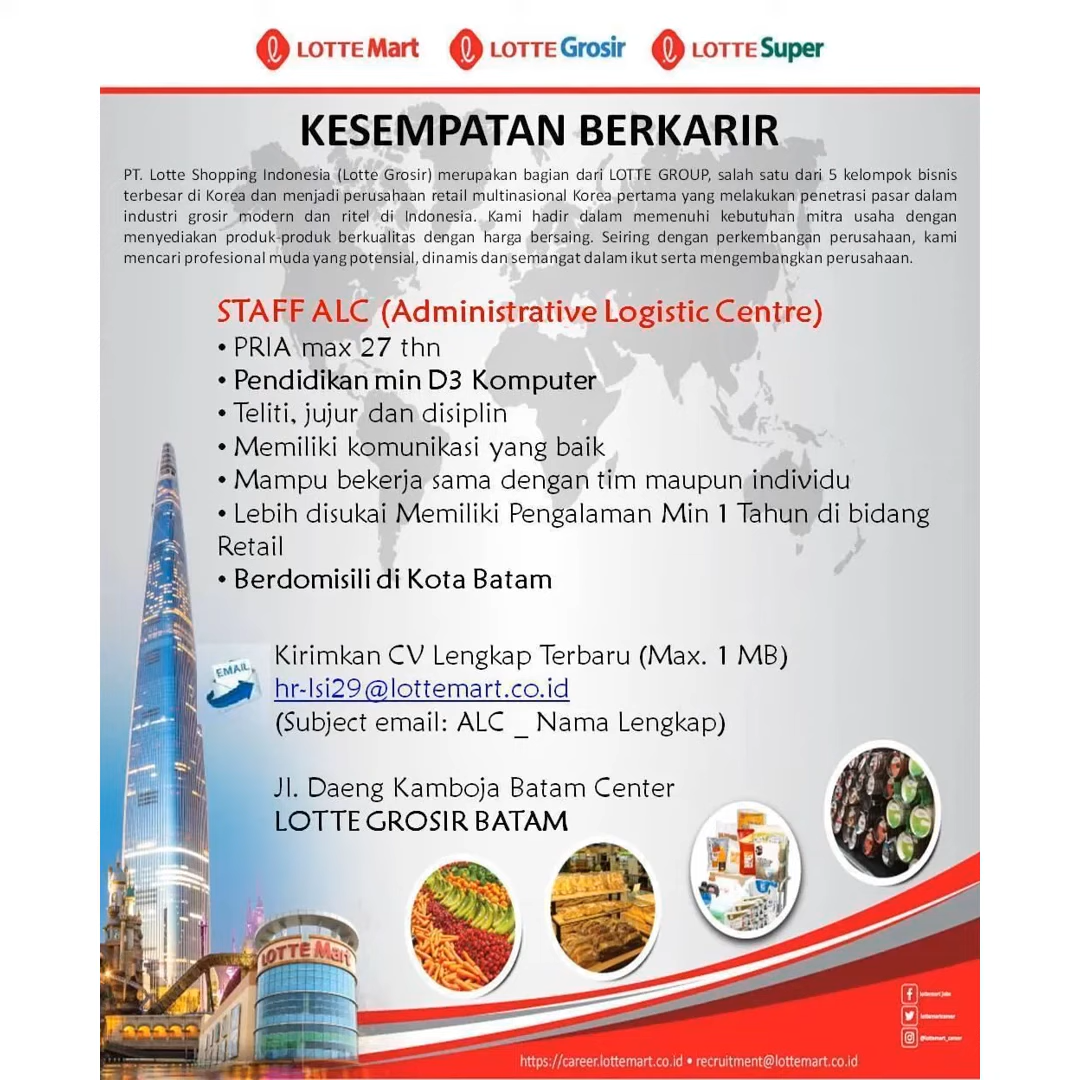 LOTTE Mart LOTTE Grosir LOTTE Super
KESEMPATAN BERKARIR
PT. Lotte Shopping Indonesia (Lotte Grosir) merupakan bagian dari LOTTE GROUP, salah satu dari 5 kelompok bisnis
terbesar di Korea dan menjadi perusahaan retail multinasional Korea pertama yang melakukan penetrasi pasar dalam
industri grosir modern dan ritel di Indonesia. Kami hadir dalam memenuhi kebutuhan mitra usaha dengan
menyediakan produk-produk berkualitas dengan harga bersaing. Seiring dengan perkembangan perusahaan, kami
mencari profesional muda yang potensial, dinamis dan semangat dalam ikut serta mengembangkan perusahaan.
STAFF ALC (Administrative Logistic Centre)
• PRIA max 27 thn
• Pendidikan min D3 Komputer
• Teliti, jujur dan disiplin
• Memiliki komunikasi yang baik
• Mampu bekerja sama dengan tim maupun individu
• Lebih disukai Memiliki Pengalaman Min 1 Tahun di bidang
Retail
• Berdomisili di Kota Batam
EMAIL
Kirimkan CV Lengkap Terbaru (Max. 1 MB)
hr-lsi29@lottemart.co.id
(Subject email: ALC _ Nama Lengkap)
Jl. Daeng Kamboja Batam Center
LOTTE GROSIR BATAM
LOTTE Mart
https://career.lottemart.co.id • recruitment@lottemart.co.id